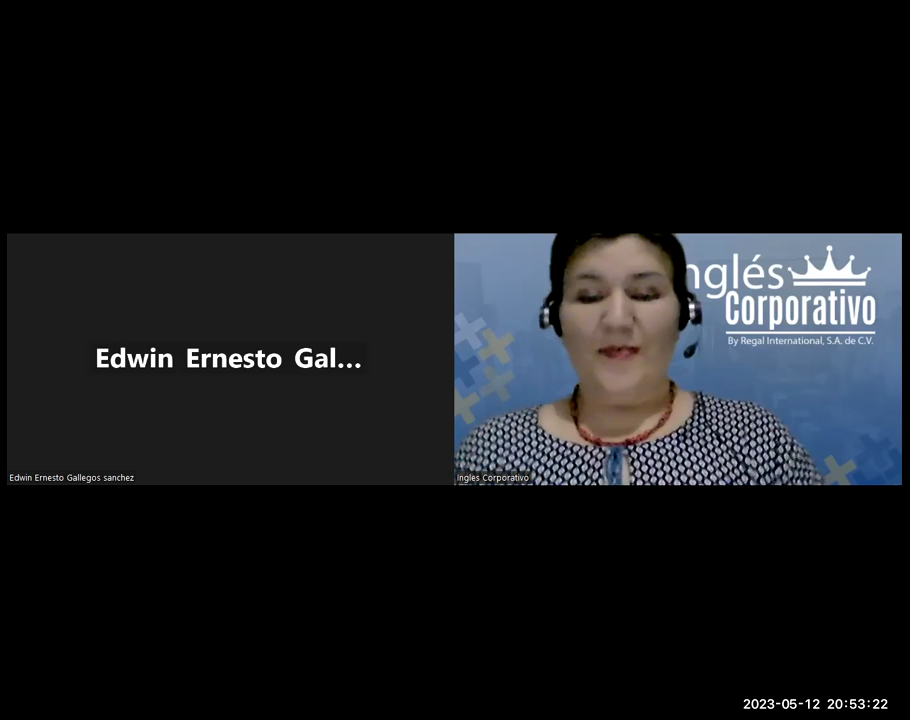 Edwin Ernesto Gal...
Edwin Ernesto Gallegos sanchez
nglés
Corporativo
By Regal International, S.A. de C.V.
Ingles Corporativo
2023-05-12 20:53:22